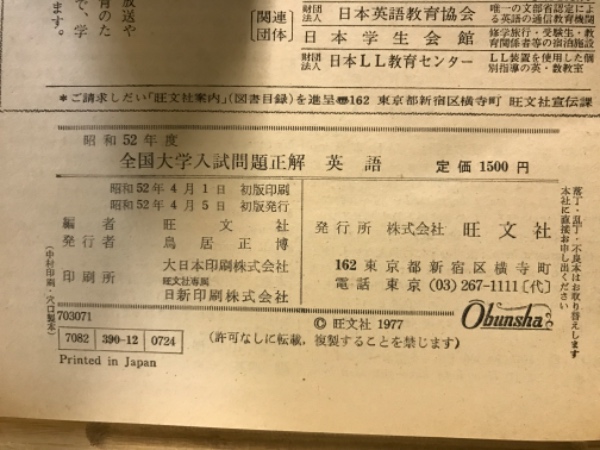 放送や
育のた
で、学
ます。
〔関連団体〕
財団法人 日本英語教育協会 唯一の文部省認定による英語の通信教育機関
日本学生会館 修学旅行・受験生・教育関係者等の宿泊施設
財団法人 日本LL教育センター LL装置を使用した個別指導の英・数教室
＊ご請求しだい「旺文社案内」(図書目録)を進呈 162 東京都新宿区横寺町 旺文社宣伝課
昭和52年度
全国大学入試問題正解 英語 定価1500円
昭和52年4月1日 初版印刷
昭和52年4月5日 初版発行
編者 旺文社
発行者 鳥居正博
印刷所 大日本印刷株式会社
旺文社専属
日新印刷株式会社
発行所 株式会社 旺文社
162 東京都新宿区横寺町
電話 東京(03)267-1111〔代〕
落丁・乱丁・不良本はお取り替えします
本社に直接お申し出ください
(中村印刷・穴口製本)
703071
7082 390-12 0724
© 旺文社 1977
Obunsha
(許可なしに転載，複製することを禁じます)
Printed in Japan